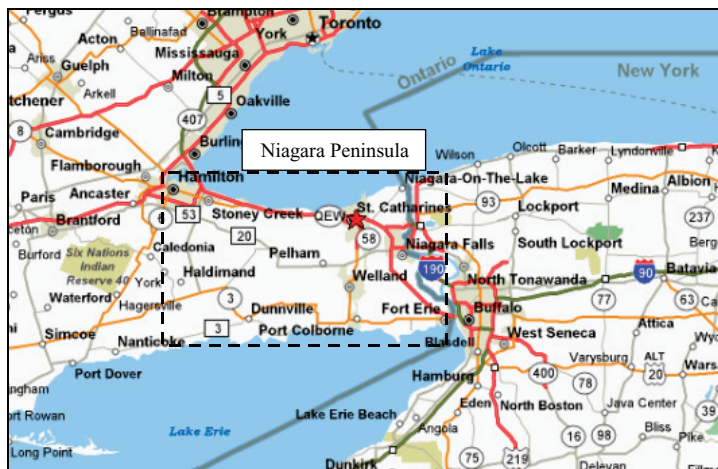 Fergus
Ballinafad
Brampton
Toronto
Acton
York
Ariss
Mississauga
Lake
Ontario
Guelph
Ontario
New York
Milton
Arkell
5
tchener
Oakville
407
8
Cambridge
Burling
Niagara Peninsula
Olcott
Barker
Lyndonville
Flamborough
Wilson
Hamilton
Niagara-On-The-Lake
Medina
Albion
Paris
Ancaster
53
Stoney Creek
QEW
St. Catharines
93
Lockport
237
Brantford
20
58
South Lockport
Berg
Burford
Six Nations
Indian
Reserve 40
Caledonia
Pelham
Niagara Falls
190
90
Batavia
York
Haldimand
Welland
North Tonawanda
Waterford
Hagersville
3
Dunnville
Fort Erie
Buffalo
77
63
Simcoe
3
Port Colborne
Attica
Nanticoke
Blasdell
West Seneca
Varysburg
ALT
20
Port Dover
Hamburg
400
78
Wars
ingham
Eden
North Boston
Java Center
39
ort Rowan
Lake Erie Beach
Angola
Lake Erie
16
98
Bliss
Pike
Long Point
Dunkirk
75
219
Delevan